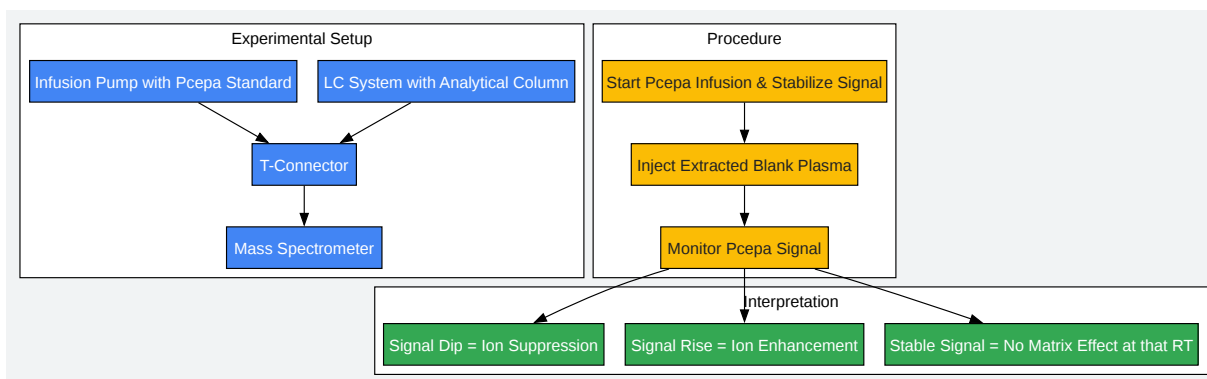 Experimental Setup
Infusion Pump with Pcepa Standard
LC System with Analytical Column
T-Connector
Mass Spectrometer
Procedure
Start Pcepa Infusion & Stabilize Signal
Inject Extracted Blank Plasma
Monitor Pcepa Signal
Interpretation
Signal Dip = Ion Suppression
Signal Rise = Ion Enhancement
Stable Signal = No Matrix Effect at that RT